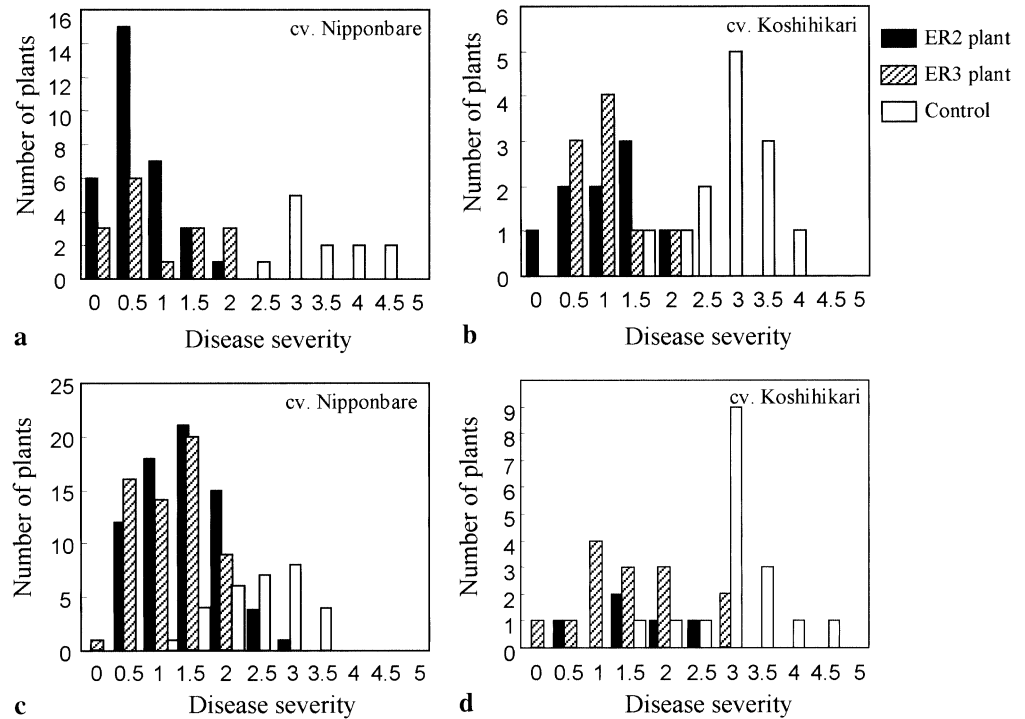 cv. Nipponbare
Number of plants
16
14
12
10
8
6
4
2
0
0 0.5 1 1.5 2 2.5 3 3.5 4 4.5 5
a
Disease severity
cv. Koshihikari
Number of plants
6
5
4
3
2
1
0
0 0.5 1 1.5 2 2.5 3 3.5 4 4.5 5
b
Disease severity
ER2 plant
ER3 plant
Control
cv. Nipponbare
Number of plants
25
20
15
10
5
0
0 0.5 1 1.5 2 2.5 3 3.5 4 4.5 5
c
Disease severity
cv. Koshihikari
Number of plants
9
8
7
6
5
4
3
2
1
0
0 0.5 1 1.5 2 2.5 3 3.5 4 4.5 5
d
Disease severity